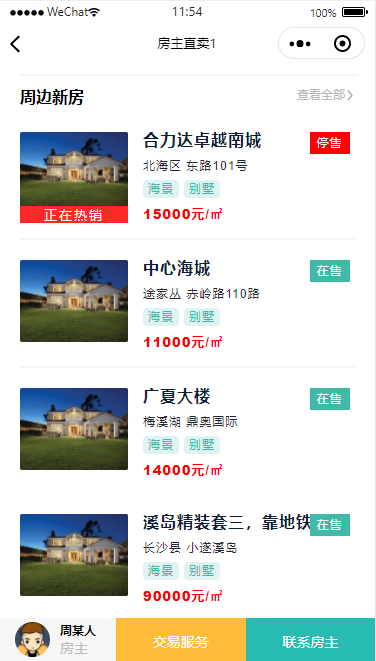 WeChat 11:54 100%
房主直卖1
周边新房 查看全部
合力达卓越南城 停售
北海区 东路101号
海景 别墅
正在热销
15000元/㎡
中心海城 在售
途家丛 赤岭路110路
海景 别墅
11000元/㎡
广夏大楼 在售
梅溪湖 鼎奥国际
海景 别墅
14000元/㎡
溪岛精装套三，靠地铁 在售
长沙县 小遂溪岛
海景 别墅
90000元/㎡
周某人
房主
交易服务 联系房主